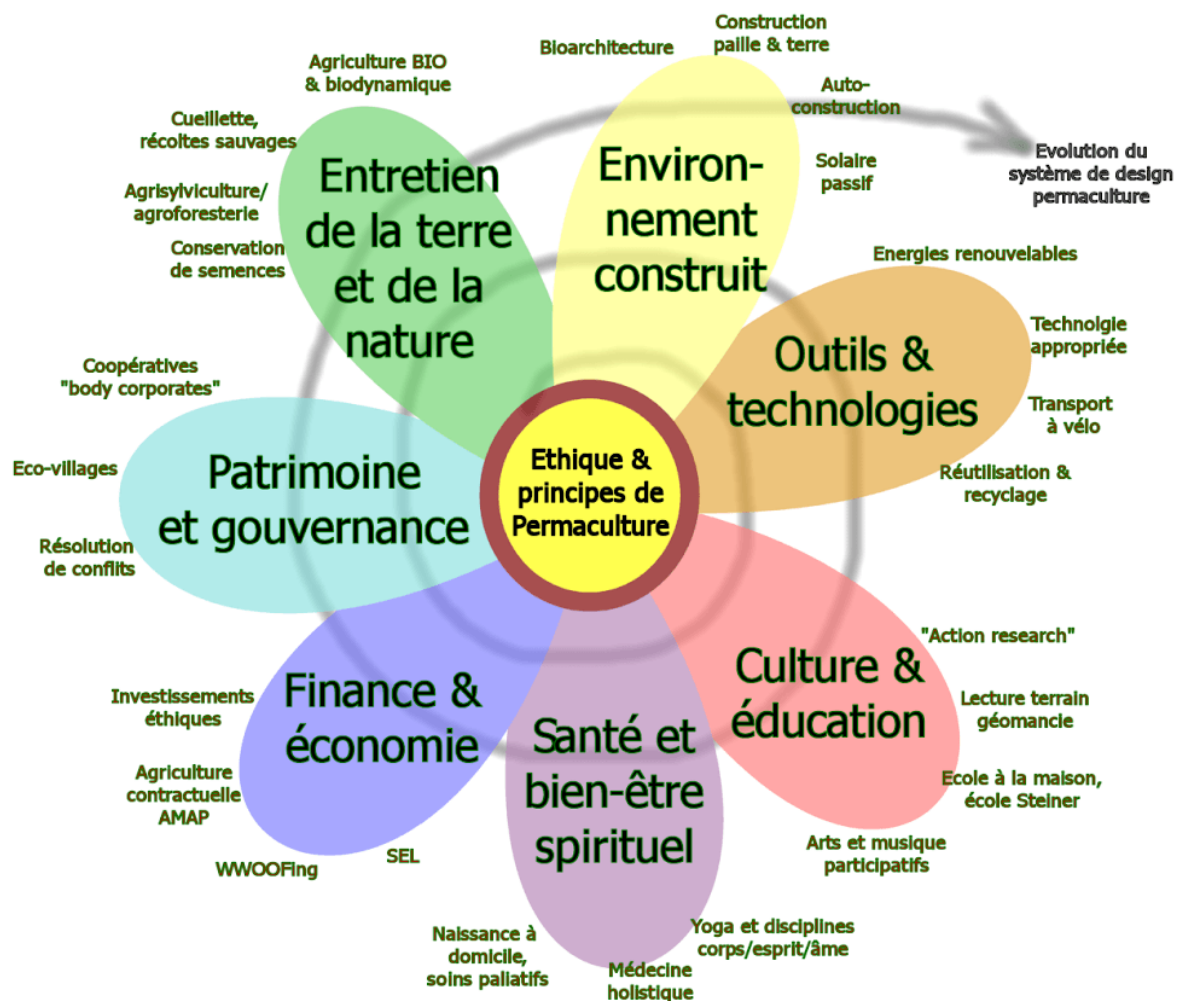 Construction
paille & terre
Bioarchitecture
Auto-
construction
Solaire
passif
Environ-
nement
construit
Evolution du
système de design
permaculture
Agriculture BIO
& biodynamique
Cueillette,
récoltes sauvages
Agrisylviculture/
agroforesterie
Conservation
de semences
Entretien
de la terre
et de la
nature
Energies renouvelables
Technolgie
appropriée
Transport
à vélo
Réutilisation &
recyclage
Outils &
technologies
Coopératives
"body corporates"
Eco-villages
Résolution
de conflits
Patrimoine
et gouvernance
Ethique &
principes de
Permaculture
"Action research"
Lecture terrain
géomancie
Ecole à la maison,
école Steiner
Arts et musique
participatifs
Culture &
éducation
Investissements
éthiques
Agriculture
contractuelle
AMAP
WWOOFing
SEL
Finance &
économie
Santé et
bien-être
spirituel
Naissance à
domicile,
soins paliatifs
Médecine
holistique
Yoga et disciplines
corps/esprit/âme